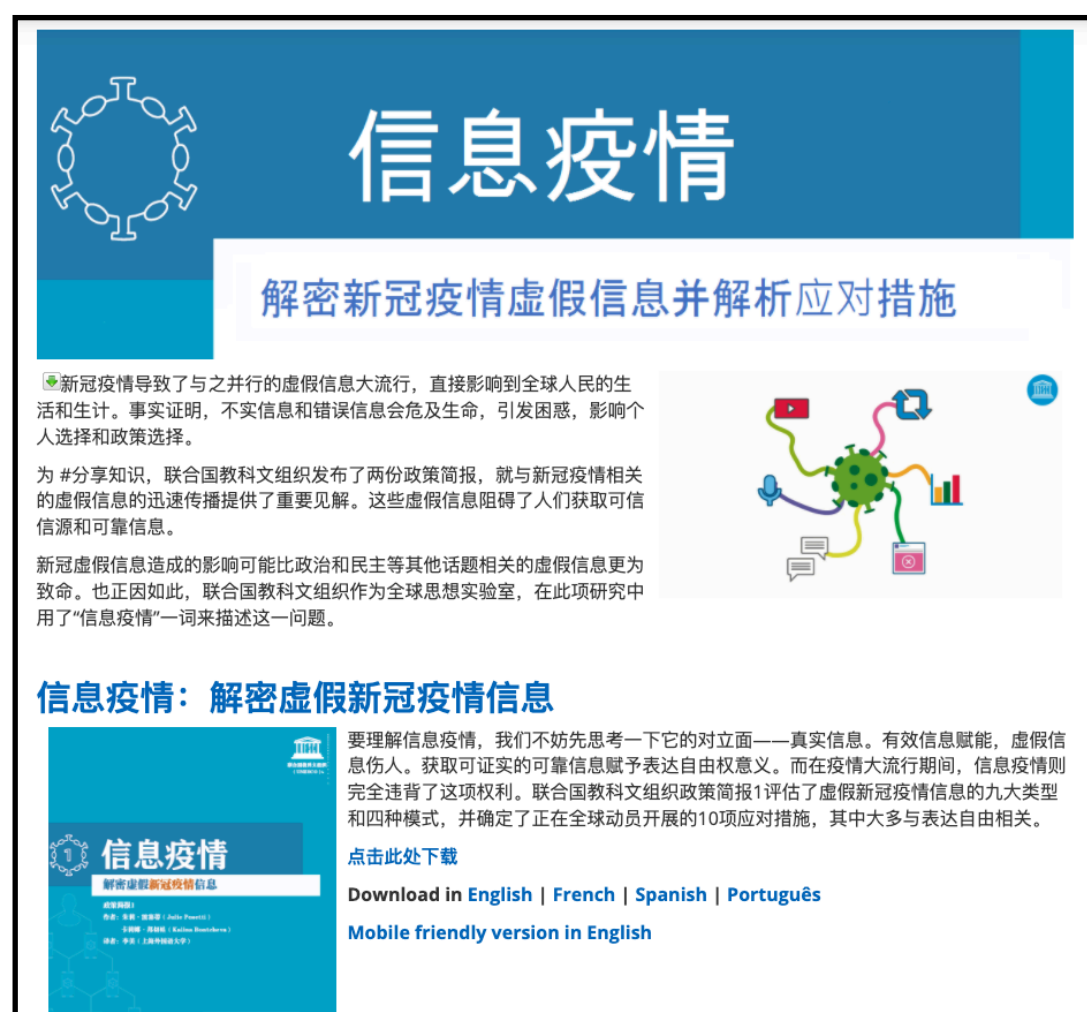 信息疫情
解密新冠疫情虚假信息并解析应对措施
新冠疫情导致了与之并行的虚假信息大流行，直接影响到全球人民的生
活和生计。事实证明，不实信息和错误信息会危及生命，引发困惑，影响个
人选择和政策选择。
为 #分享知识，联合国教科文组织发布了两份政策简报，就与新冠疫情相关
的虚假信息的迅速传播提供了重要见解。这些虚假信息阻碍了人们获取可信
信源和可靠信息。
新冠虚假信息造成的影响可能比政治和民主等其他话题相关的虚假信息更为
致命。也正因如此，联合国教科文组织作为全球思想实验室，在此项研究中
用了“信息疫情”一词来描述这一问题。
信息疫情：解密虚假新冠疫情信息
要理解信息疫情，我们不妨先思考一下它的对立面——真实信息。有效信息赋能，虚假信
息伤人。获取可证实的可靠信息赋予表达自由权意义。而在疫情大流行期间，信息疫情则
完全违背了这项权利。联合国教科文组织政策简报1评估了虚假新冠疫情信息的九大类型
和四种模式，并确定了正在全球动员开展的10项应对措施，其中大多与表达自由相关。
点击此处下载
Download in English | French | Spanish | Português
Mobile friendly version in English
1
信息疫情
解密虚假新冠疫情信息
政策简报1
(Julie Posetti)
(Kalina Bontcheva)
(上海外国语大学)